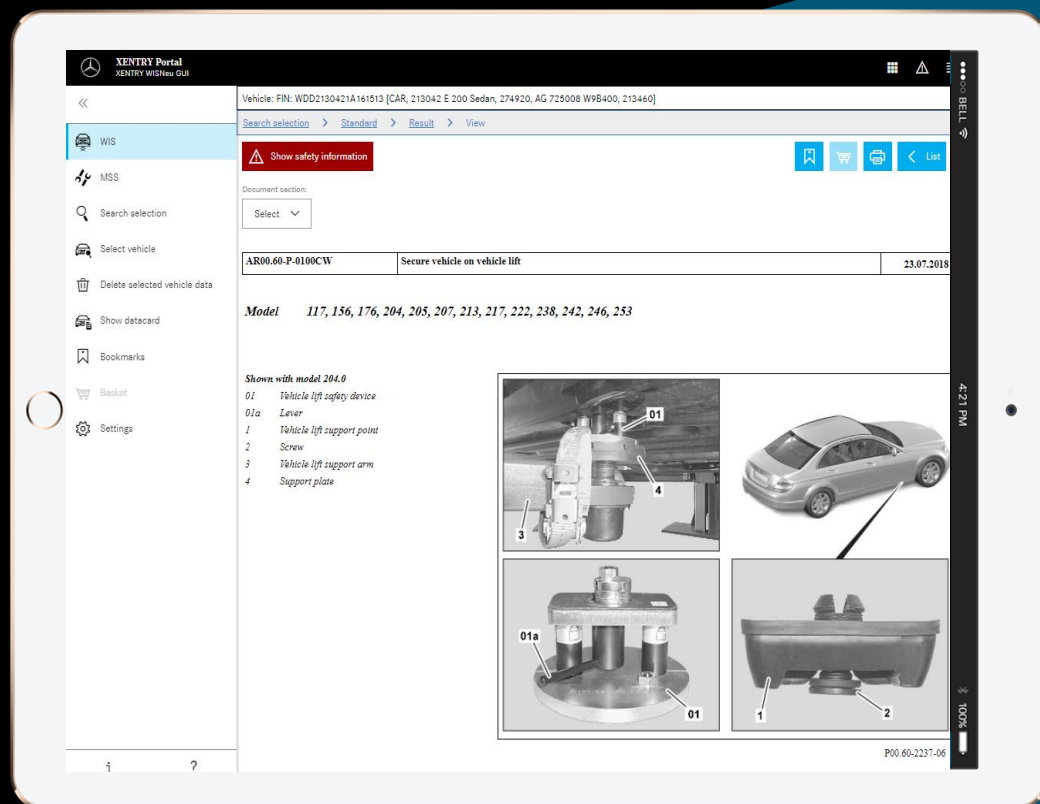 XENTRY Portal
XENTRY WISNeu GUI
«
WIS
MSS
Search selection
Select vehicle
Delete selected vehicle data
Show datacard
Bookmarks
Basket
Settings
i ?
Vehicle: FIN: WDD2130421A161513 [CAR, 213042 E 200 Sedan, 274920, AG 725008 W9B400, 213460]
Search selection > Standard > Result > View
Show safety information
< List
Document section:
Select
AR00.60-P-0100CW Secure vehicle on vehicle lift 23.07.2018
Model 117, 156, 176, 204, 205, 207, 213, 217, 222, 238, 242, 246, 253
Shown with model 204.0
01 Vehicle lift safety device
01a Lever
1 Vehicle lift support point
2 Screw
3 Vehicle lift support arm
4 Support plate
01
4
3
01a
01
1
2
P00.60-2237-06
BELL
4:21 PM
100%